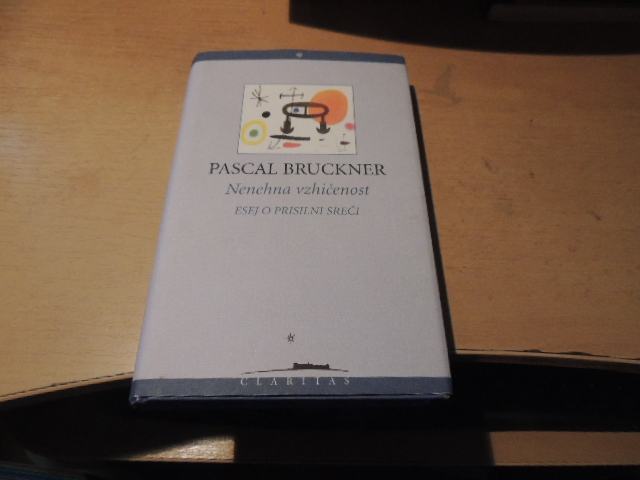 PASCAL BRUCKNER
Nenehna vzhičenost
ESEJ O PRISILNI SREČI
CLARITAS